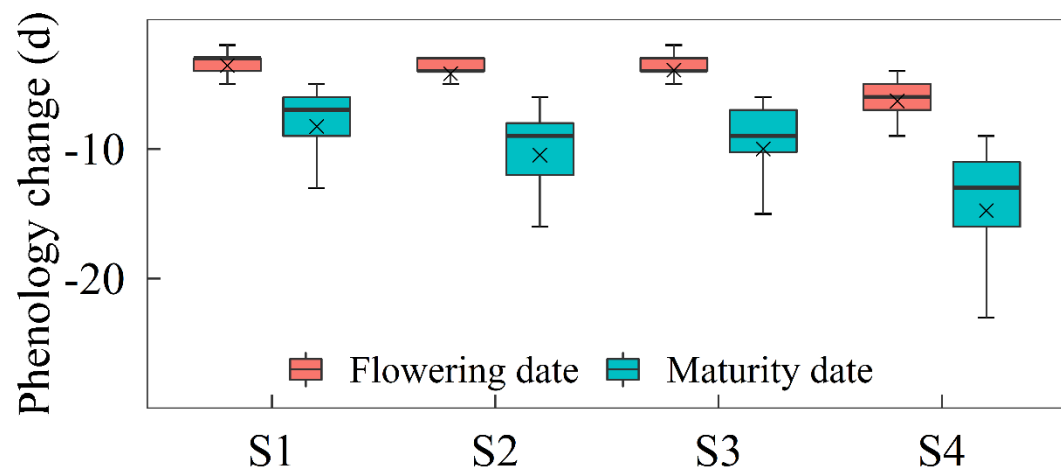 Phenology change (d)
-10
-20
Flowering date
Maturity date
S1
S2
S3
S4